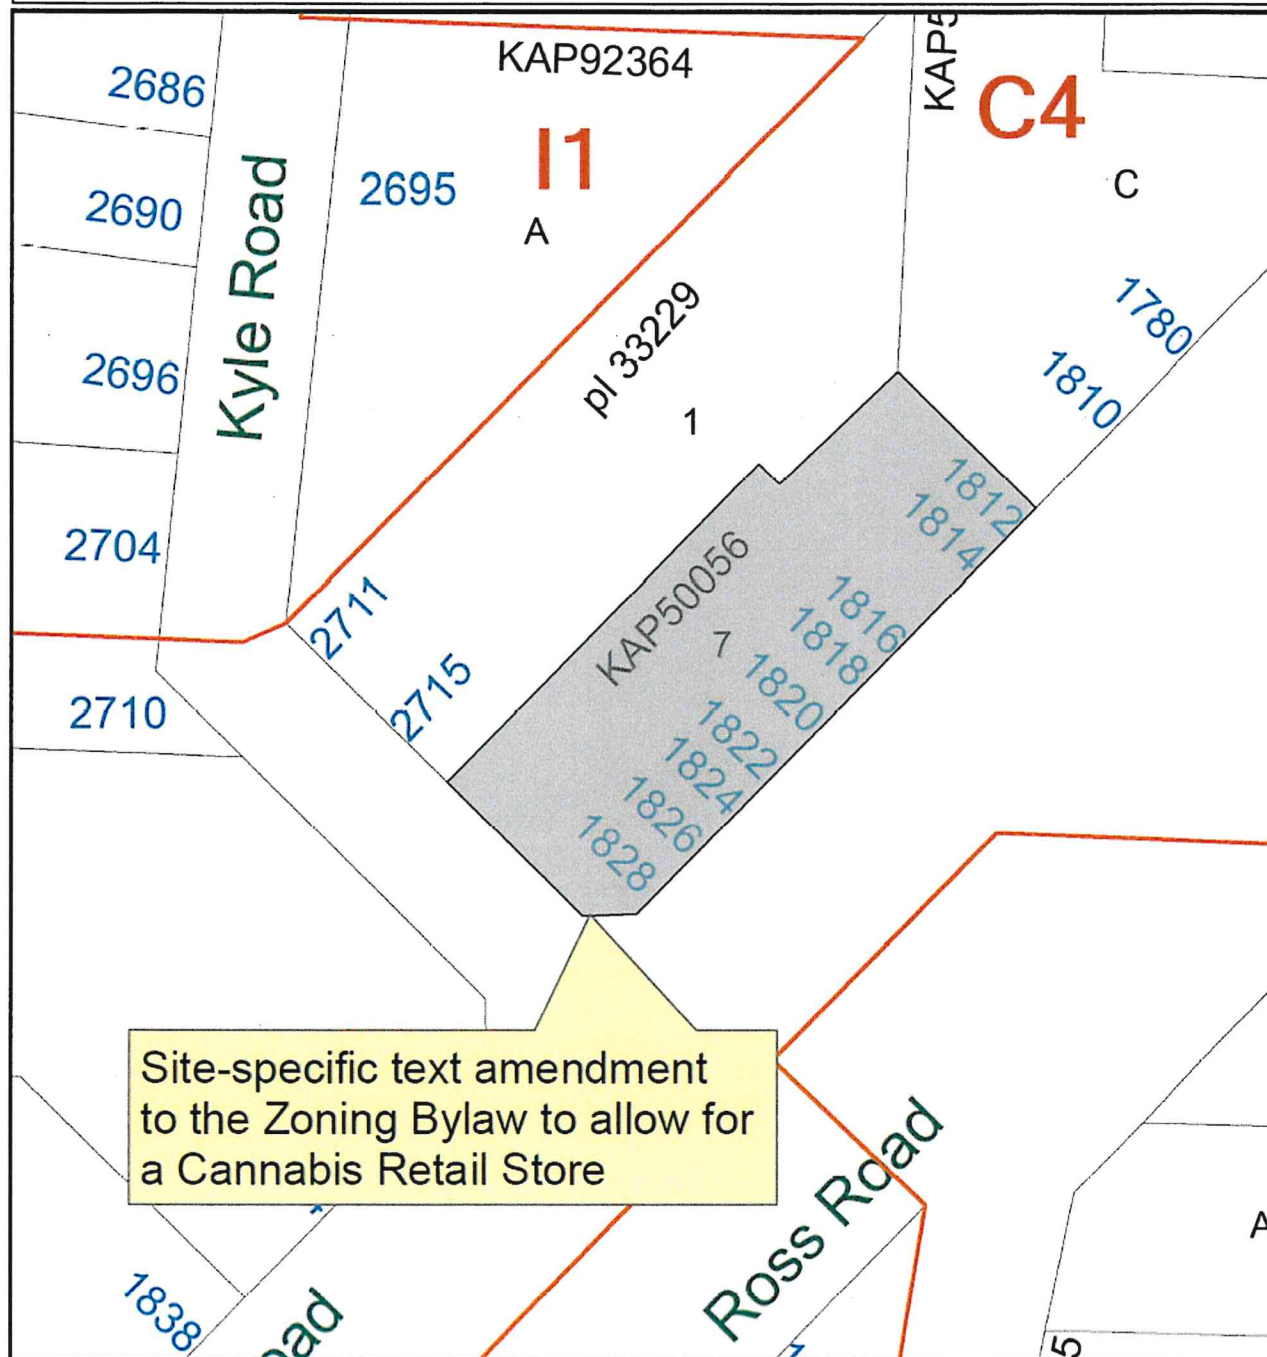 KAP92364
KAP5
C4
2686
I1
2695
A
C
2690
Kyle Road
1780
pl 33229
2696
1810
1
1812
1814
2704
KAP50056
1816
2711
1818
7
1820
2715
1822
2710
1824
1826
1828
Site-specific text amendment
to the Zoning Bylaw to allow for
a Cannabis Retail Store
Ross Road
A
1838
oad
5